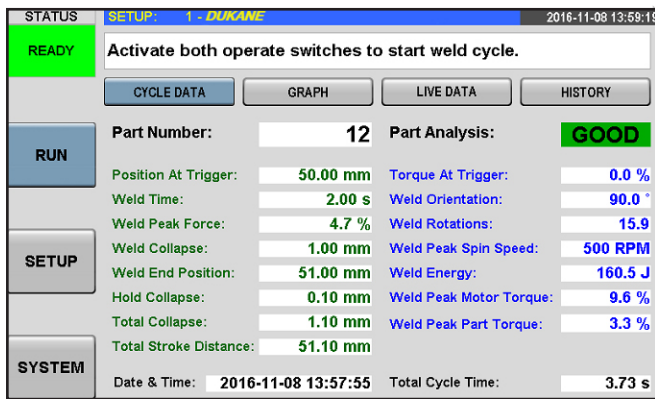 STATUS SETUP: 1 - DUKANE 2016-11-08 13:59:19
READY Activate both operate switches to start weld cycle.
CYCLE DATA GRAPH LIVE DATA HISTORY
Part Number: 12 Part Analysis: GOOD
RUN
Position At Trigger: 50.00 mm Torque At Trigger: 0.0 %
Weld Time: 2.00 s Weld Orientation: 90.0 °
Weld Peak Force: 4.7 % Weld Rotations: 15.9
Weld Collapse: 1.00 mm Weld Peak Spin Speed: 500 RPM
SETUP
Weld End Position: 51.00 mm Weld Energy: 160.5 J
Hold Collapse: 0.10 mm Weld Peak Motor Torque: 9.6 %
Total Collapse: 1.10 mm Weld Peak Part Torque: 3.3 %
Total Stroke Distance: 51.10 mm
SYSTEM
Date & Time: 2016-11-08 13:57:55 Total Cycle Time: 3.73 s